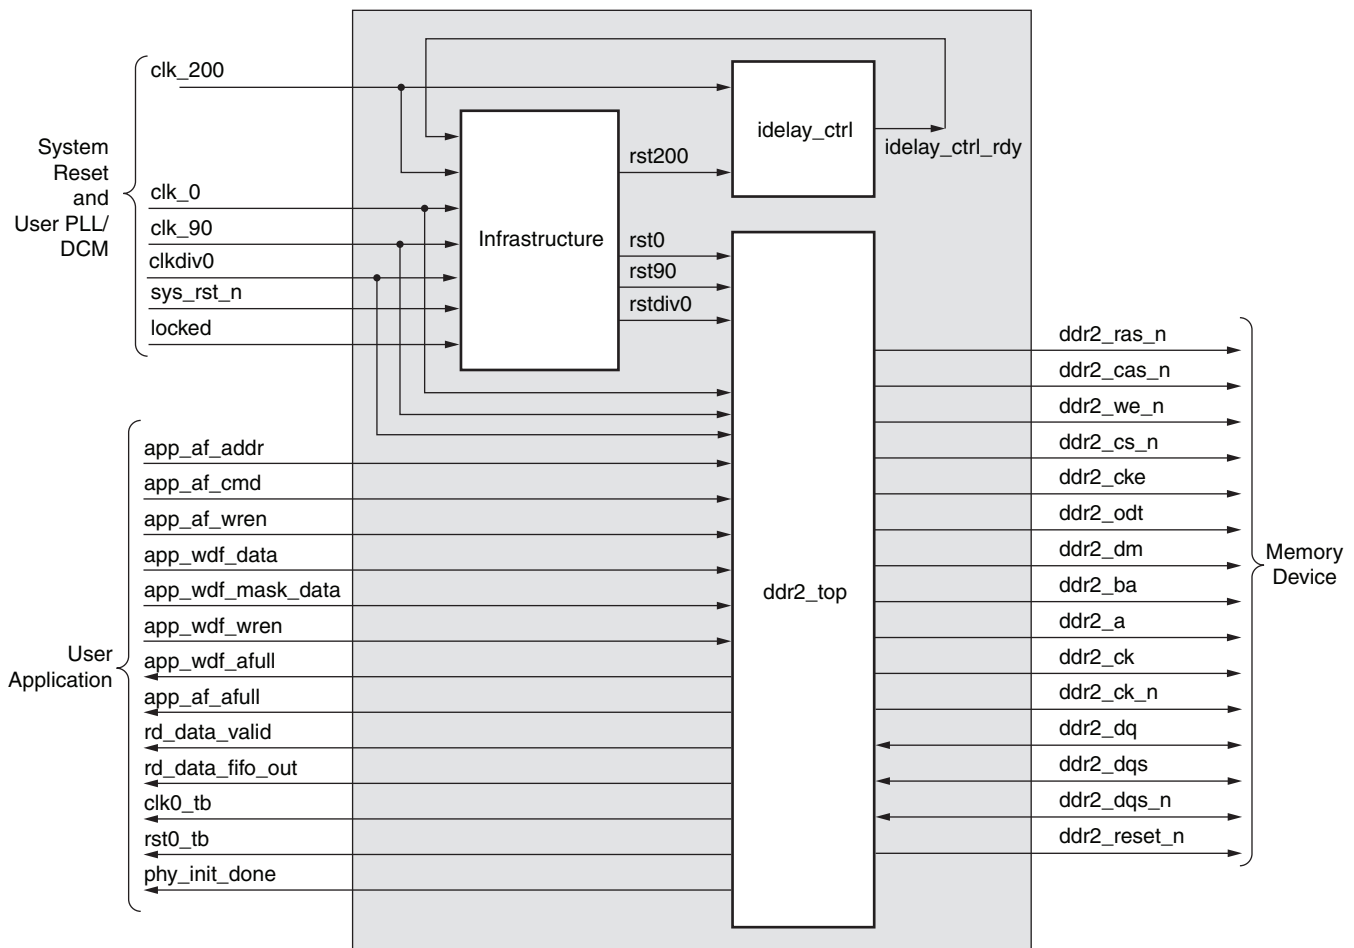 clk_200
System
Reset
and
User PLL/
DCM
clk_0
clk_90
clkdiv0
sys_rst_n
locked
Infrastructure
rst200
rst0
rst90
rstdiv0
idelay_ctrl
idelay_ctrl_rdy
User
Application
app_af_addr
app_af_cmd
app_af_wren
app_wdf_data
app_wdf_mask_data
app_wdf_wren
app_wdf_afull
app_af_afull
rd_data_valid
rd_data_fifo_out
clk0_tb
rst0_tb
phy_init_done
ddr2_top
ddr2_ras_n
ddr2_cas_n
ddr2_we_n
ddr2_cs_n
ddr2_cke
ddr2_odt
ddr2_dm
ddr2_ba
ddr2_a
ddr2_ck
ddr2_ck_n
ddr2_dq
ddr2_dqs
ddr2_dqs_n
ddr2_reset_n
Memory
Device